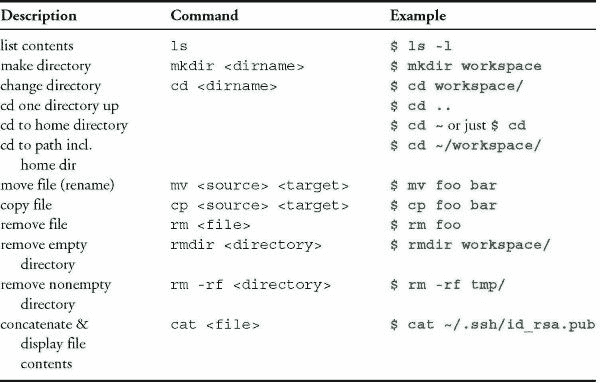 Description Command Example
list contents ls $ ls -l
make directory mkdir <dirname> $ mkdir workspace
change directory cd <dirname> $ cd workspace/
cd one directory up $ cd ..
cd to home directory $ cd ~ or just $ cd
cd to path incl. $ cd ~/workspace/
home dir
move file (rename) mv <source> <target> $ mv foo bar
copy file cp <source> <target> $ cp foo bar
remove file rm <file> $ rm foo
remove empty rmdir <directory> $ rmdir workspace/
directory
remove nonempty rm -rf <directory> $ rm -rf tmp/
directory
concatenate & cat <file> $ cat ~/.ssh/id_rsa.pub
display file
contents